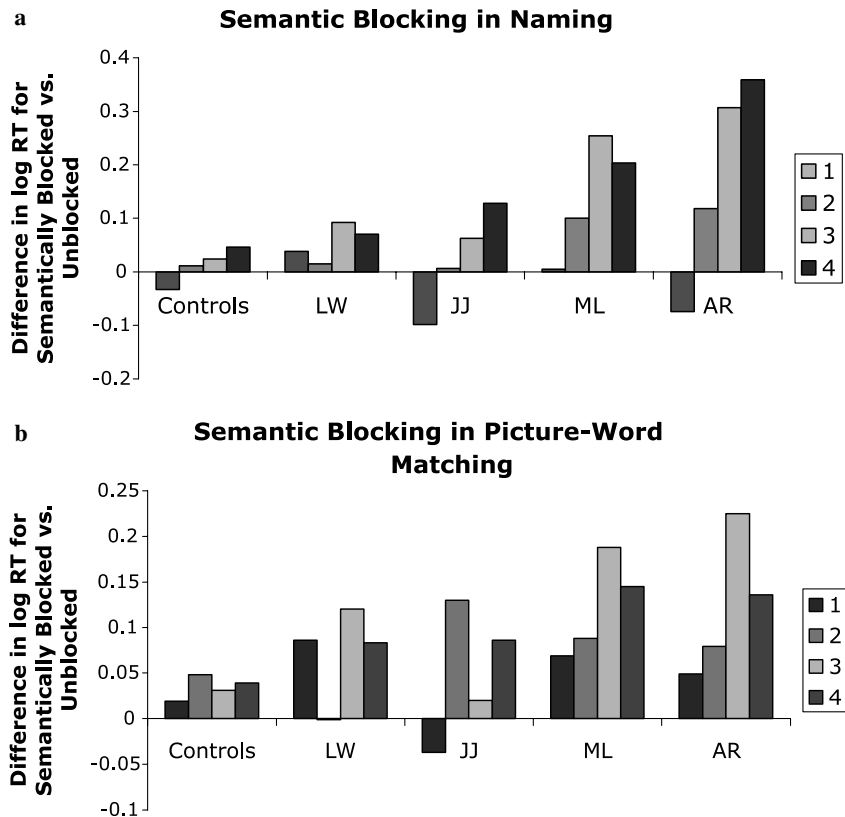 a
Semantic Blocking in Naming
Difference in log RT for
Semantically Blocked vs.
Unblocked
0.4
0.3
0.2
0.1
0
-0.1
-0.2
Controls
LW
JJ
ML
AR
1
2
3
4
b
Semantic Blocking in Picture-Word
Matching
Difference in log RT for
Semantically Blocked vs.
Unblocked
0.25
0.2
0.15
0.1
0.05
0
-0.05
-0.1
Controls
LW
JJ
ML
AR
1
2
3
4